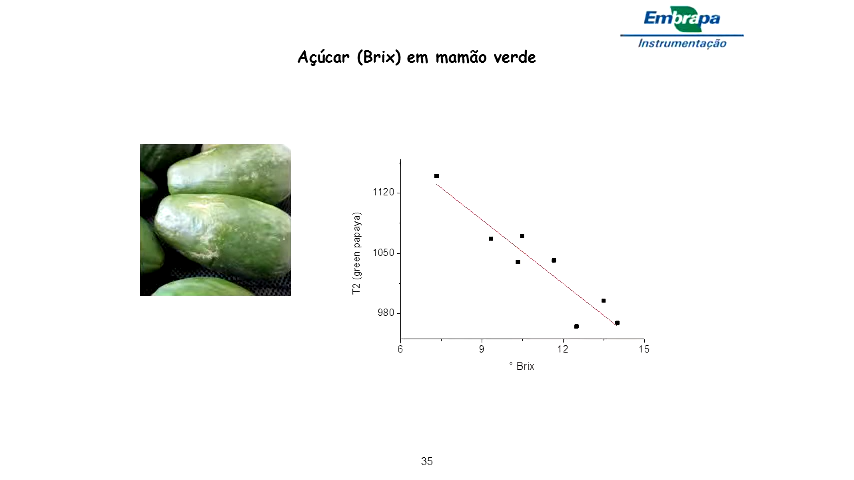 Embrapa
Instrumentação
Açúcar (Brix) em mamão verde
T2 (green papaya)
1120
1050
980
6 9 12 15
° Brix
35